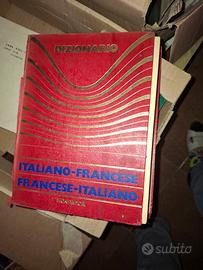 DIZIONARIO
ITALIANO-FRANCESE
FRANCESE-ITALIANO
subito